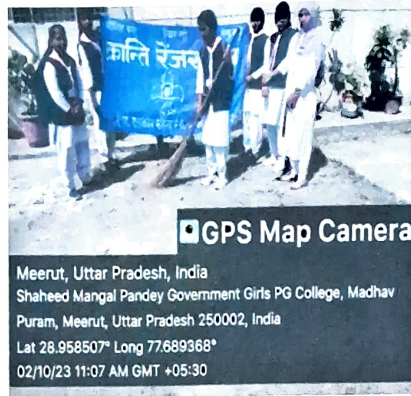 क्रान्ति रेंजर
GPS Map Camera
Meerut, Uttar Pradesh, India
Shaheed Mangal Pandey Government Girls PG College, Madhav
Puram, Meerut, Uttar Pradesh 250002, India
Lat 28.958507° Long 77.689368°
02/10/23 11:07 AM GMT +05:30